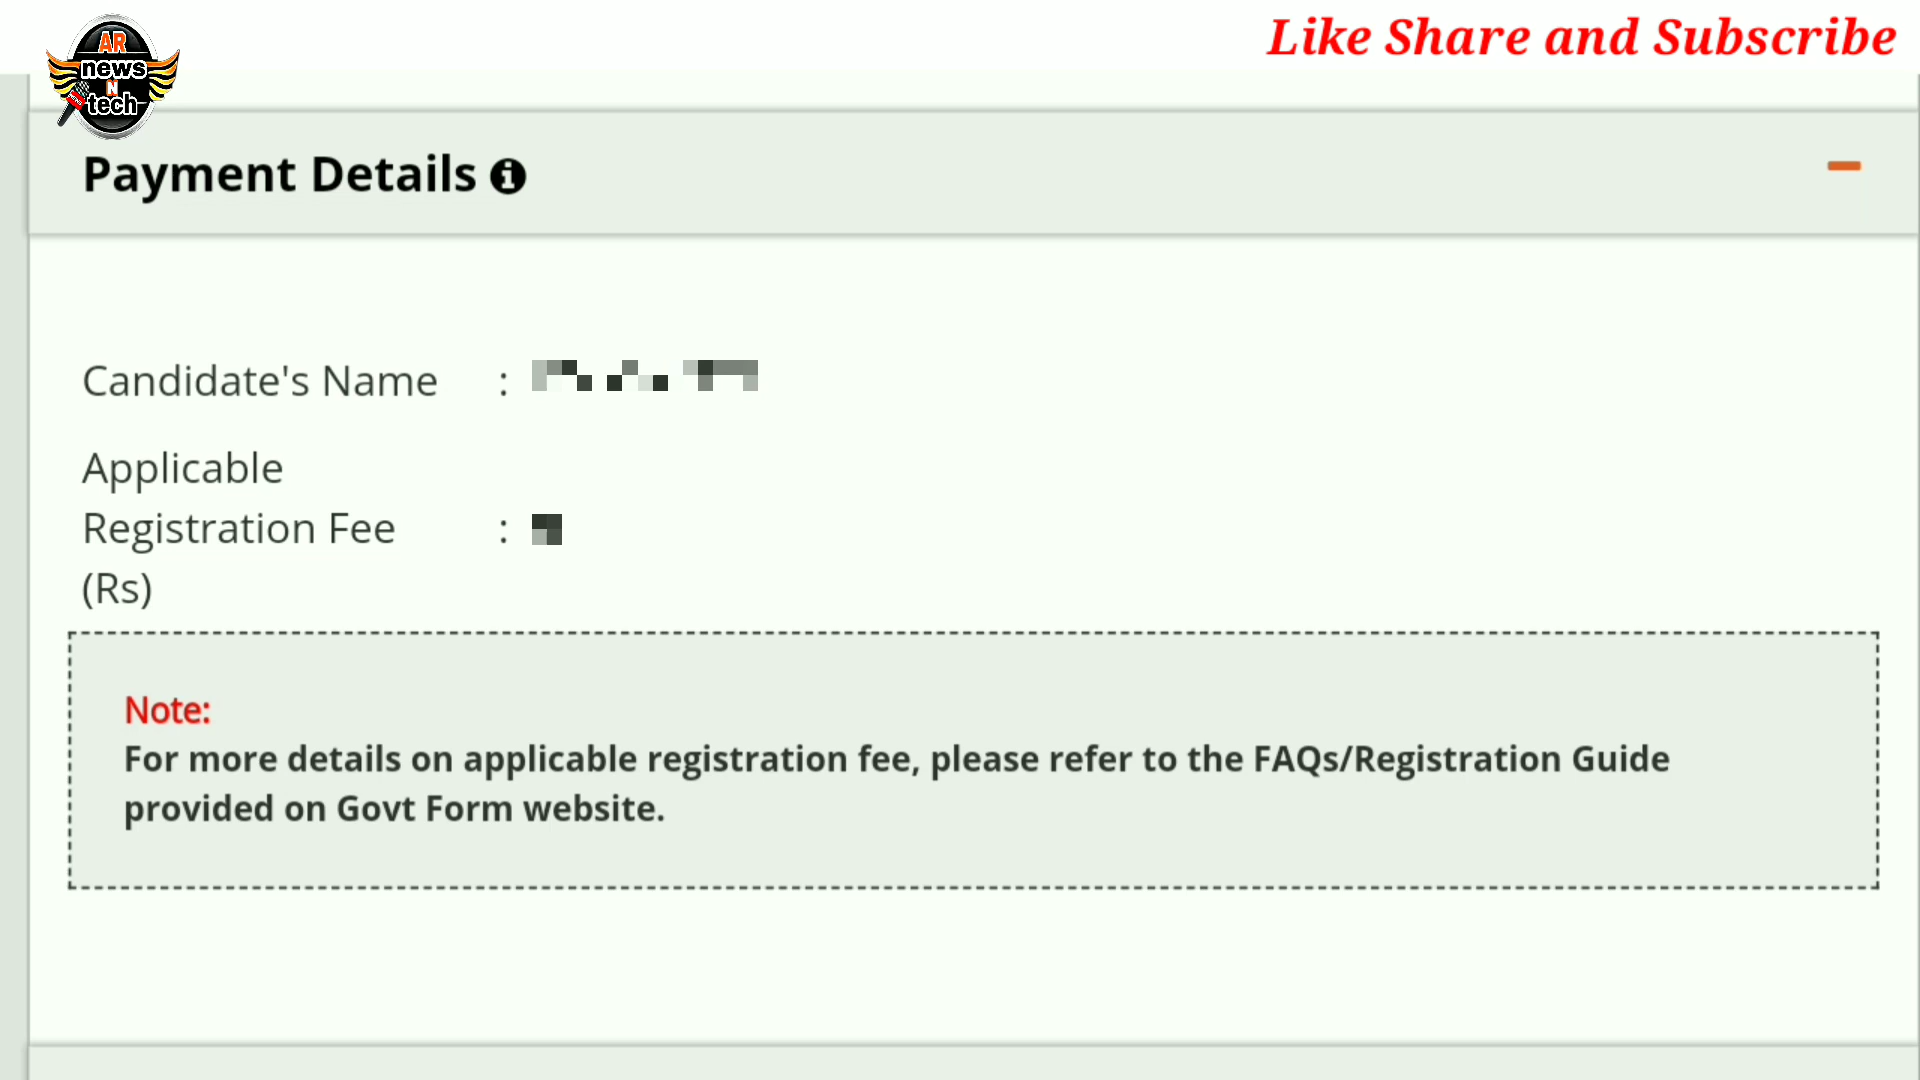 AR
news
N
tech
Like Share and Subscribe
Payment Details
Candidate's Name :
Applicable
Registration Fee :
(Rs)
Note:
For more details on applicable registration fee, please refer to the FAQs/Registration Guide
provided on Govt Form website.